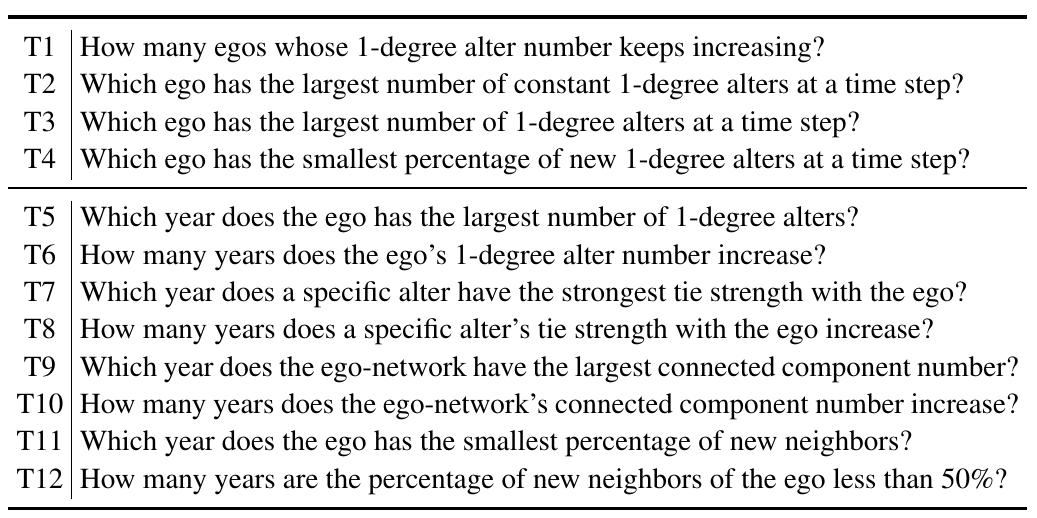 T1 How many egos whose 1-degree alter number keeps increasing?
T2 Which ego has the largest number of constant 1-degree alters at a time step?
T3 Which ego has the largest number of 1-degree alters at a time step?
T4 Which ego has the smallest percentage of new 1-degree alters at a time step?
T5 Which year does the ego has the largest number of 1-degree alters?
T6 How many years does the ego's 1-degree alter number increase?
T7 Which year does a specific alter have the strongest tie strength with the ego?
T8 How many years does a specific alter's tie strength with the ego increase?
T9 Which year does the ego-network have the largest connected component number?
T10 How many years does the ego-network's connected component number increase?
T11 Which year does the ego has the smallest percentage of new neighbors?
T12 How many years are the percentage of new neighbors of the ego less than 50%?